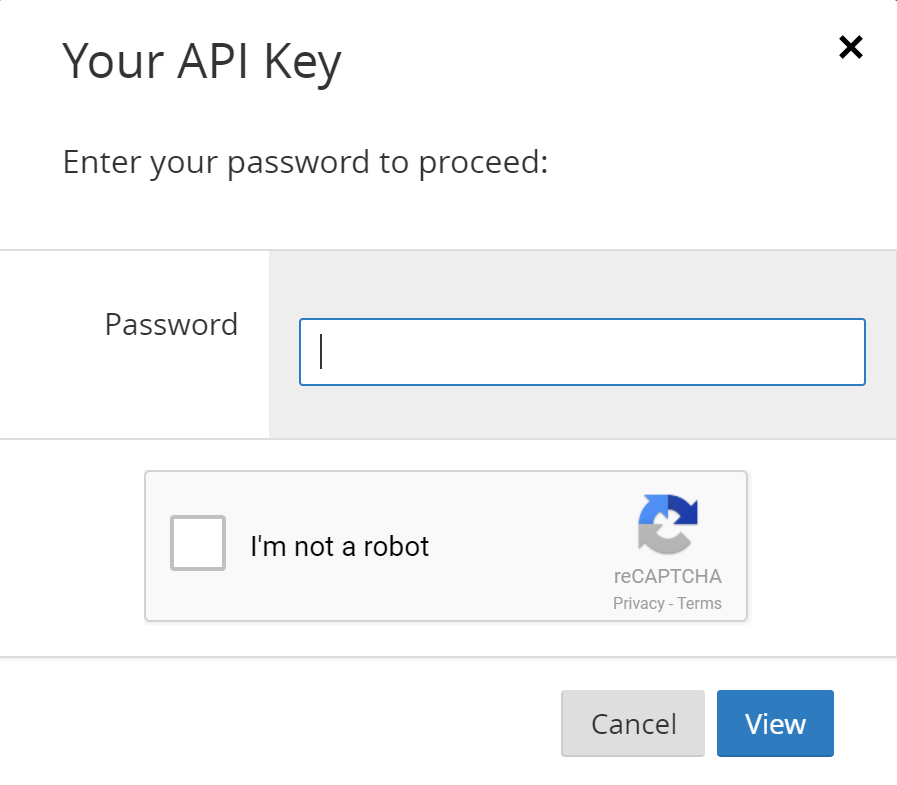 Your API Key
Enter your password to proceed:
Password
I'm not a robot
reCAPTCHA
Privacy - Terms
Cancel
View